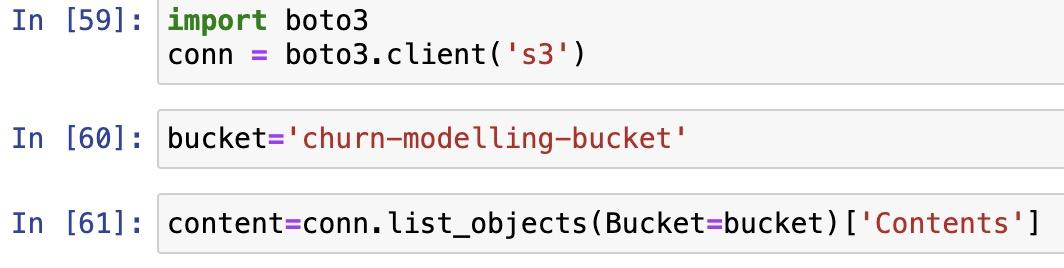 In [59]: import boto3
conn = boto3.client('s3')
In [60]: bucket='churn-modelling-bucket'
In [61]: content=conn.list_objects(Bucket=bucket)['Contents']